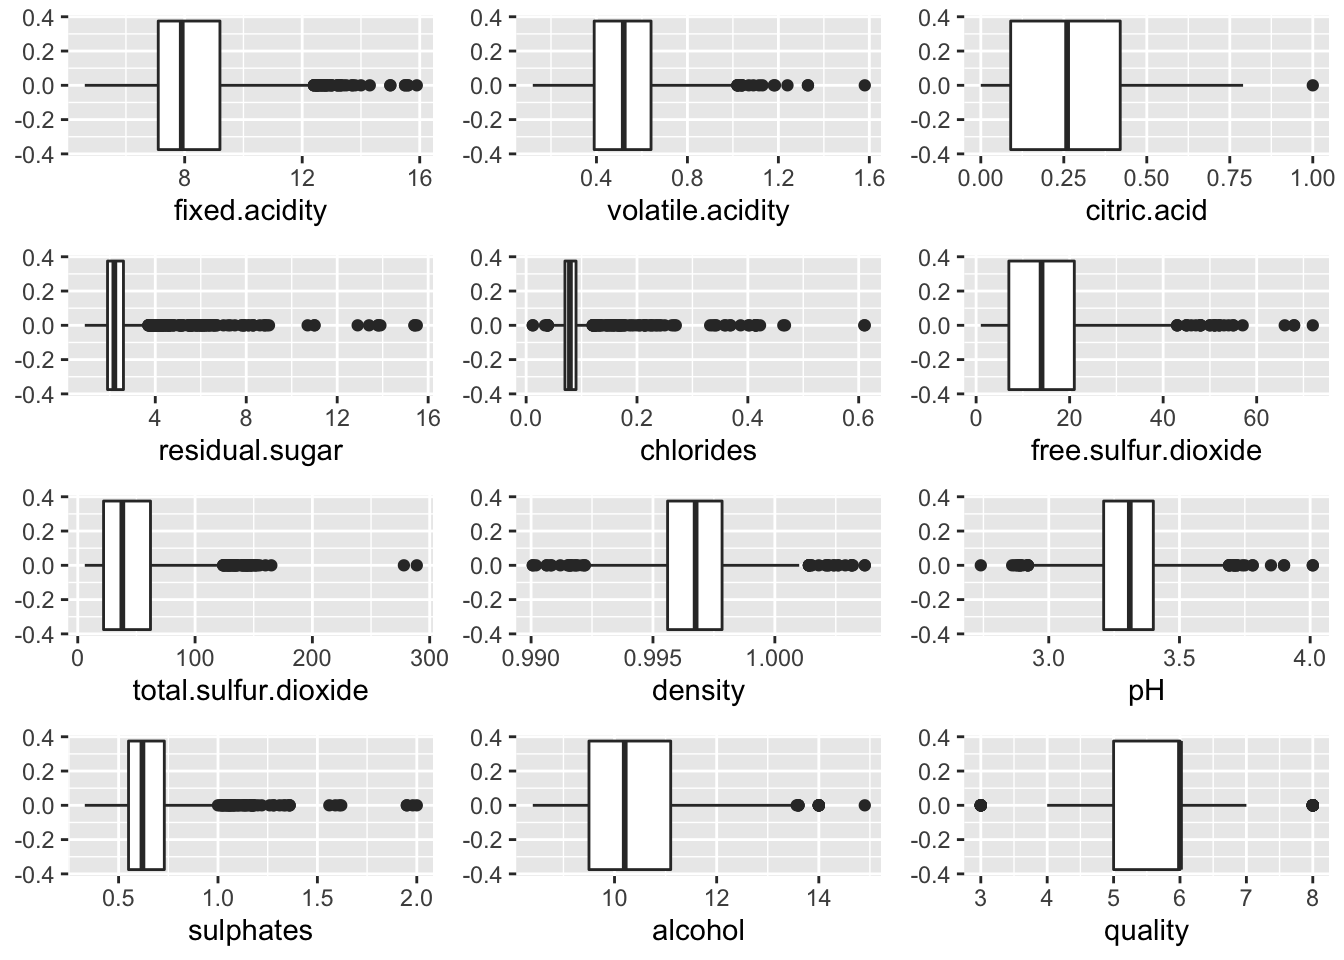 0.4
0.2
0.0
-0.2
-0.4
8 12 16
fixed.acidity
0.4
0.2
0.0
-0.2
-0.4
0.4 0.8 1.2 1.6
volatile.acidity
0.4
0.2
0.0
-0.2
-0.4
0.00 0.25 0.50 0.75 1.00
citric.acid
0.4
0.2
0.0
-0.2
-0.4
4 8 12 16
residual.sugar
0.4
0.2
0.0
-0.2
-0.4
0.0 0.2 0.4 0.6
chlorides
0.4
0.2
0.0
-0.2
-0.4
0 20 40 60
free.sulfur.dioxide
0.4
0.2
0.0
-0.2
-0.4
0 100 200 300
total.sulfur.dioxide
0.4
0.2
0.0
-0.2
-0.4
0.990 0.995 1.000
density
0.4
0.2
0.0
-0.2
-0.4
3.0 3.5 4.0
pH
0.4
0.2
0.0
-0.2
-0.4
0.5 1.0 1.5 2.0
sulphates
0.4
0.2
0.0
-0.2
-0.4
10 12 14
alcohol
0.4
0.2
0.0
-0.2
-0.4
3 4 5 6 7 8
quality